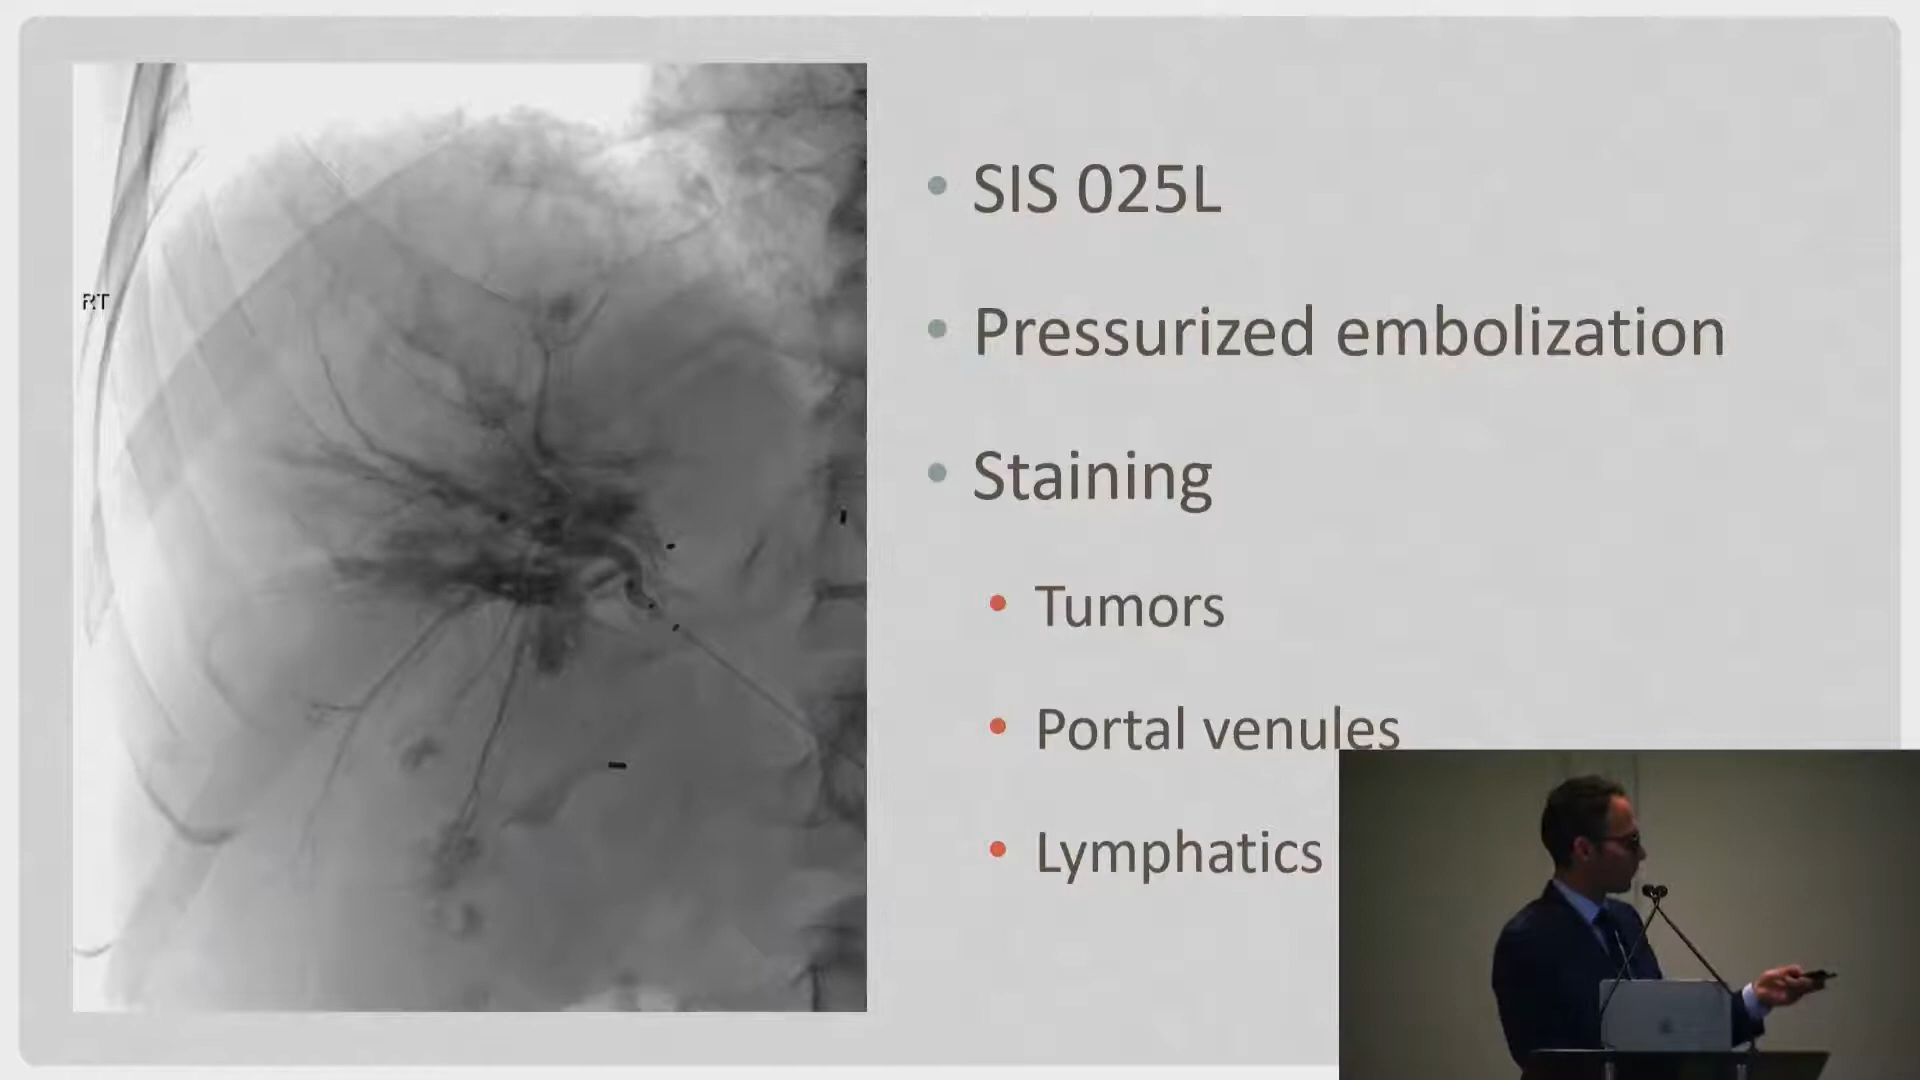 RT
SIS 025L
Pressurized embolization
Staining
Tumors
Portal venules
Lymphatics